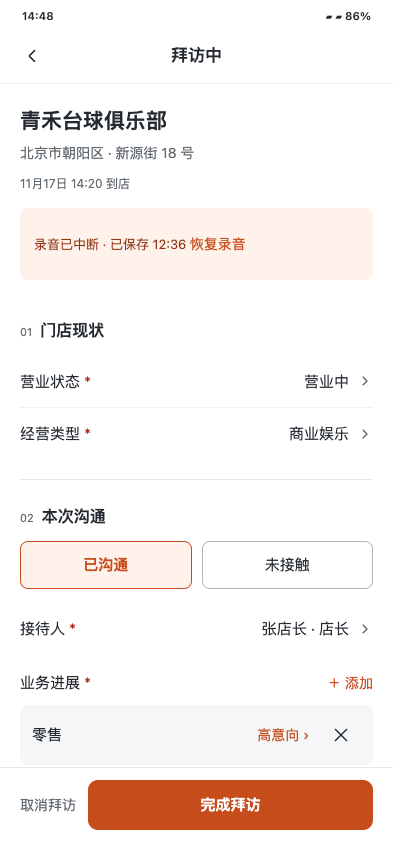 14:48 86%
拜访中
青禾台球俱乐部
北京市朝阳区 · 新源街 18 号
11月17日 14:20 到店
录音已中断 · 已保存 12:36 恢复录音
01 门店现状
营业状态 * 营业中
经营类型 * 商业娱乐
02 本次沟通
已沟通 未接触
接待人 * 张店长 · 店长
业务进展 * + 添加
零售 高意向 ›
取消拜访 完成拜访